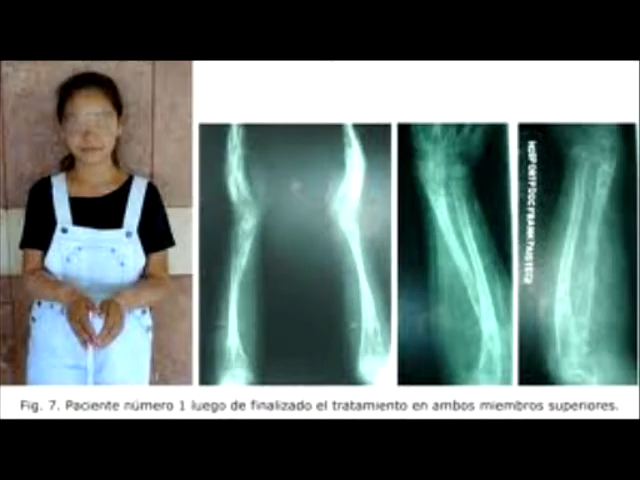 Fig. 7. Paciente número 1 luego de finalizado el tratamiento en ambos miembros superiores.